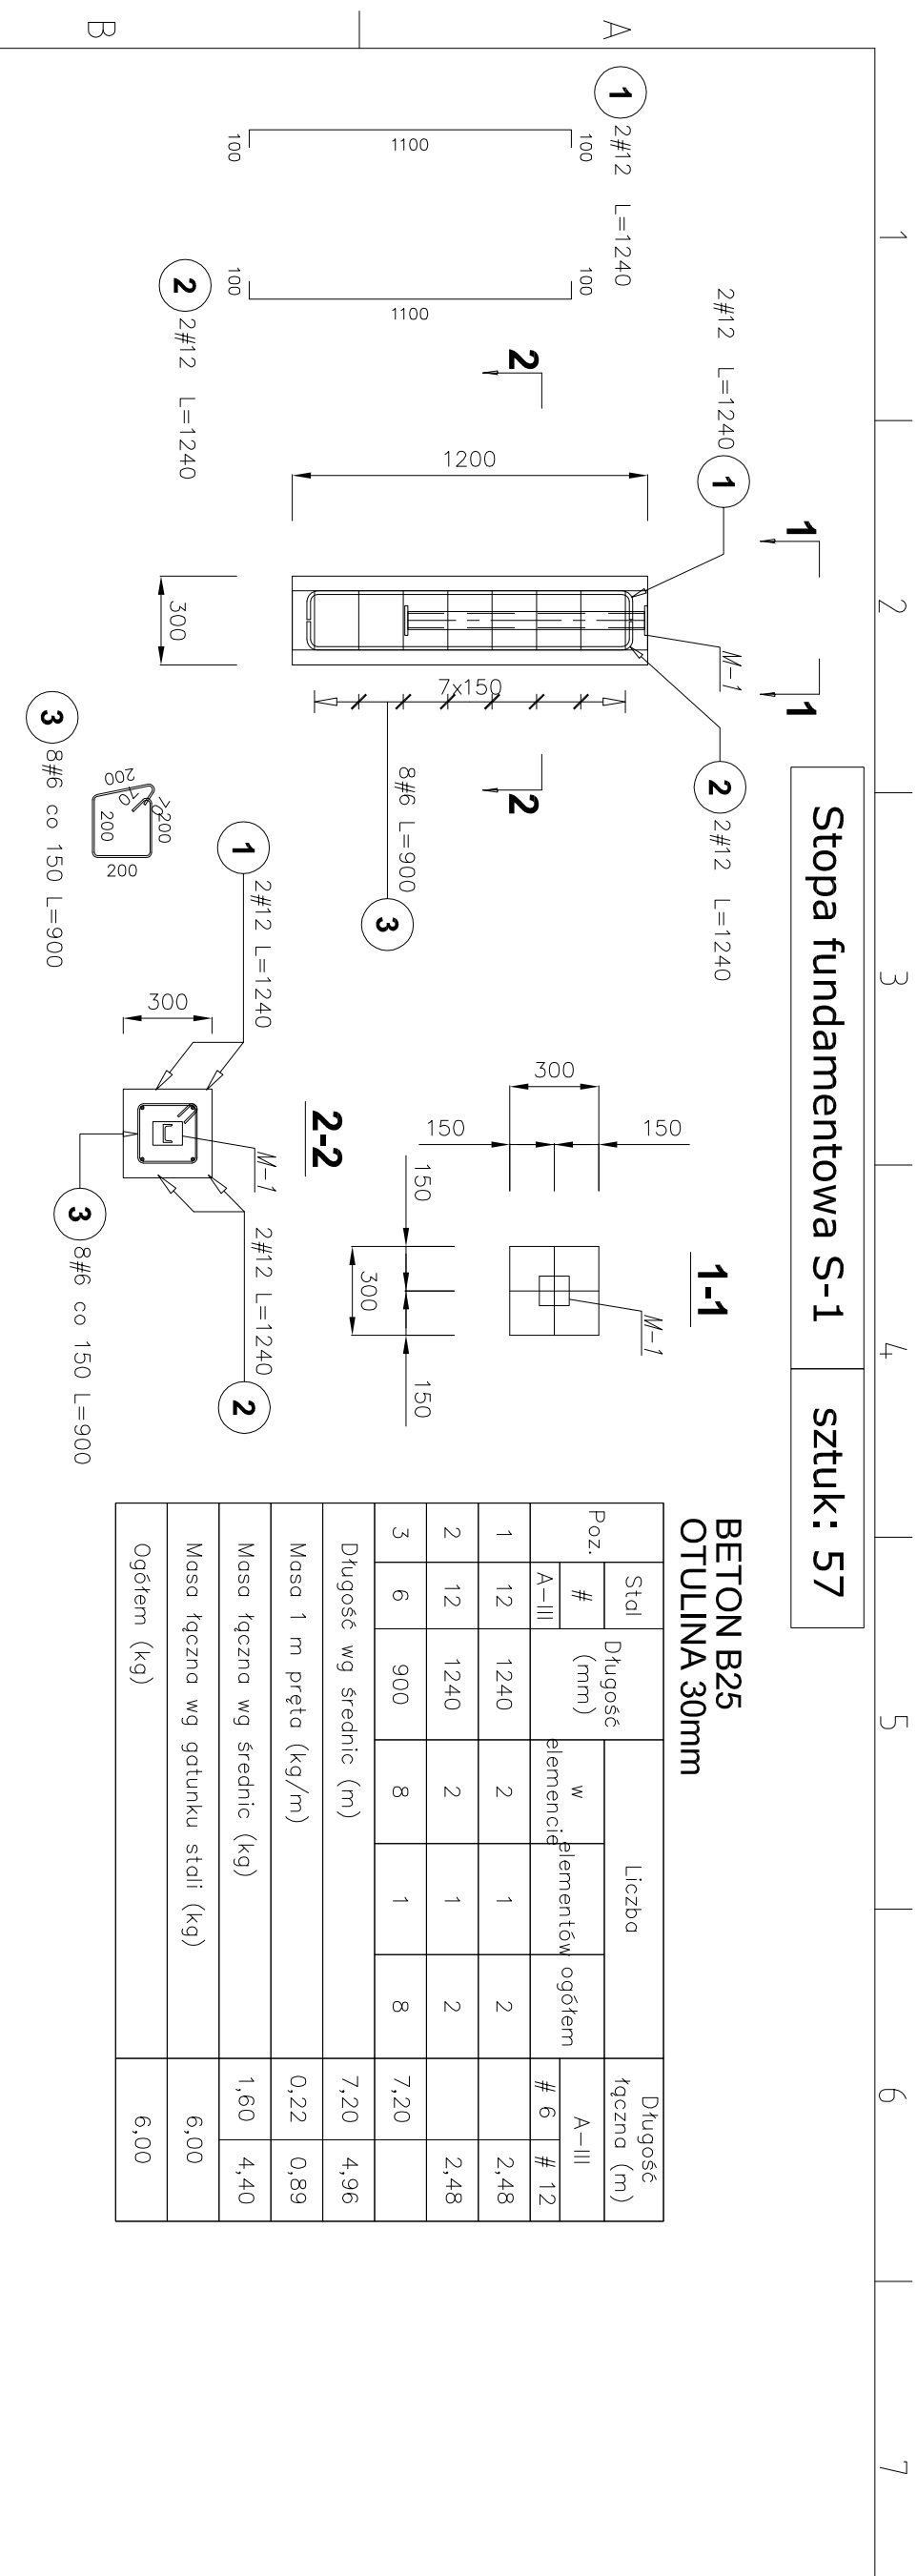 1 2 3 4 5 6 7
A
B
Stopa fundamentowa S-1 sztuk: 57
1 2#12 L=1240
100 1100 100
100 1100 100
2 2#12 L=1240
2#12 L=1240 1
1 1
2 2
M-1
1200
300
7x150
2 2#12 L=1240
8#6 L=900
3
200
70
70
200
200
200
3 8#6 co 150 L=900
1-1
M-1
300
150 150
150 300 150
2-2
1 2#12 L=1240
300
M-1
2#12 L=1240
2
3 8#6 co 150 L=900
BETON B25
OTULINA 30mm
Poz. Stal Długość (mm) Liczba Długość łączna (m)
# A-III w elemencie elementów ogółem A-III
# 6 # 12
1 12 1240 2 1 2 2,48
2 12 1240 2 1 2 2,48
3 6 900 8 1 8 7,20
Długość wg średnic (m) 7,20 4,96
Masa 1 m pręta (kg/m) 0,22 0,89
Masa łączna wg średnic (kg) 1,60 4,40
Masa łączna wg gatunku stali (kg) 6,00
Ogółem (kg) 6,00